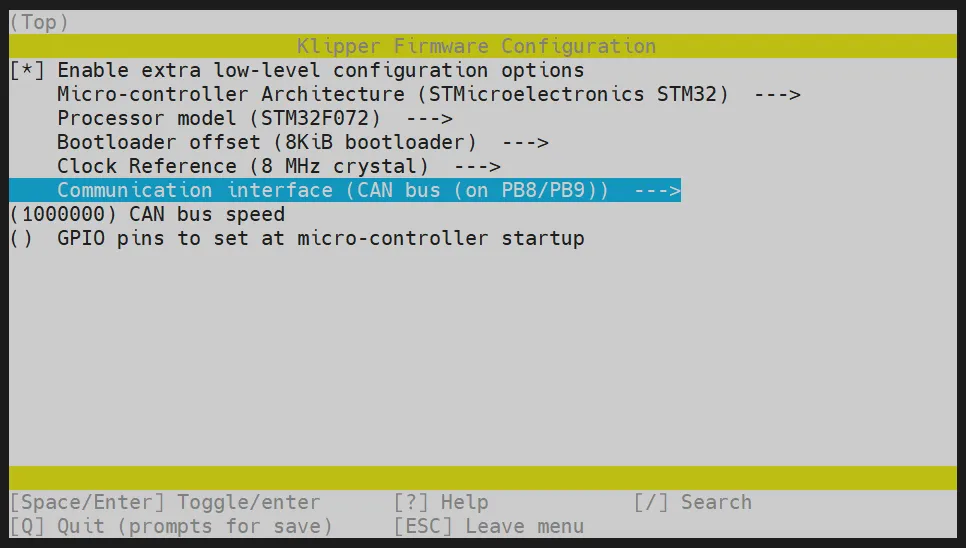 (Top)
Klipper Firmware Configuration
[*] Enable extra low-level configuration options
Micro-controller Architecture (STMicroelectronics STM32)  --->
Processor model (STM32F072)  --->
Bootloader offset (8KiB bootloader)  --->
Clock Reference (8 MHz crystal)  --->
Communication interface (CAN bus (on PB8/PB9))  --->
(1000000) CAN bus speed
()  GPIO pins to set at micro-controller startup
[Space/Enter] Toggle/enter      [?] Help            [/] Search
[Q] Quit (prompts for save)     [ESC] Leave menu